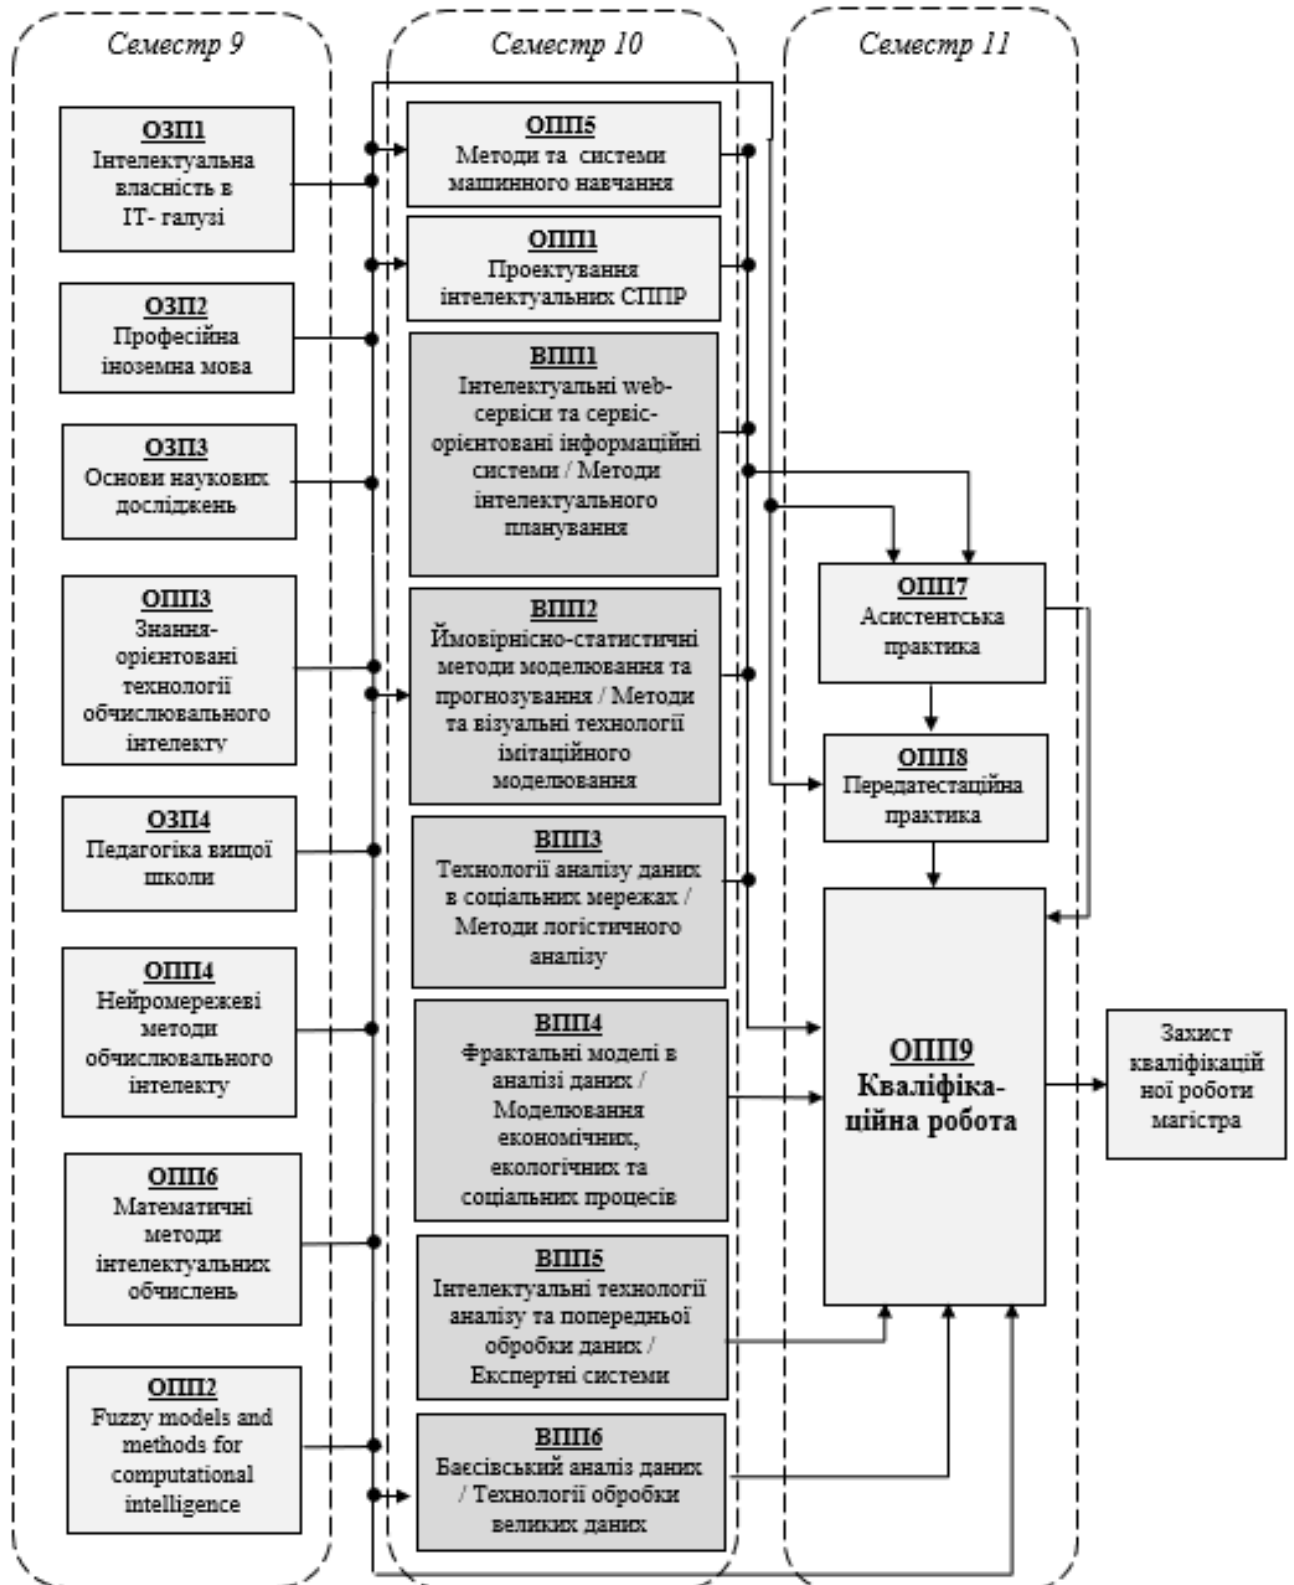 Семестр 9
ОЗП1
Інтелектуальна
власність в
ІТ- галузі
ОЗП2
Професійна
іноземна мова
ОЗП3
Основи наукових
досліджень
ОПП3
Знання-
орієнтовані
технології
обчислювального
інтелекту
ОЗП4
Педагогіка вищої
школи
ОПП4
Нейромережеві
методи
обчислювального
інтелекту
ОПП6
Математичні
методи
інтелектуальних
обчислень
ОПП2
Fuzzy models and
methods for
computational
intelligence
Семестр 10
ОПП5
Методи та системи
машинного навчання
ОПП1
Проектування
інтелектуальних СППР
ВПП1
Інтелектуальні web-
сервіси та сервіс-
орієнтовані інформаційні
системи / Методи
інтелектуального
планування
ВПП2
Ймовірнісно-статистичні
методи моделювання та
прогнозування / Методи
та візуальні технології
імітаційного
моделювання
ВПП3
Технології аналізу даних
в соціальних мережах /
Методи логістичного
аналізу
ВПП4
Фрактальні моделі в
аналізі даних /
Моделювання
економічних,
екологічних та
соціальних процесів
ВПП5
Інтелектуальні технології
аналізу та попередньої
обробки даних /
Експертні системи
ВПП6
Баєсівський аналіз даних
/ Технології обробки
великих даних
Семестр 11
ОПП7
Асистентська
практика
ОПП8
Передатестаційна
практика
ОПП9
Кваліфіка-
ційна робота
Захист
кваліфікацій
ної роботи
магістра